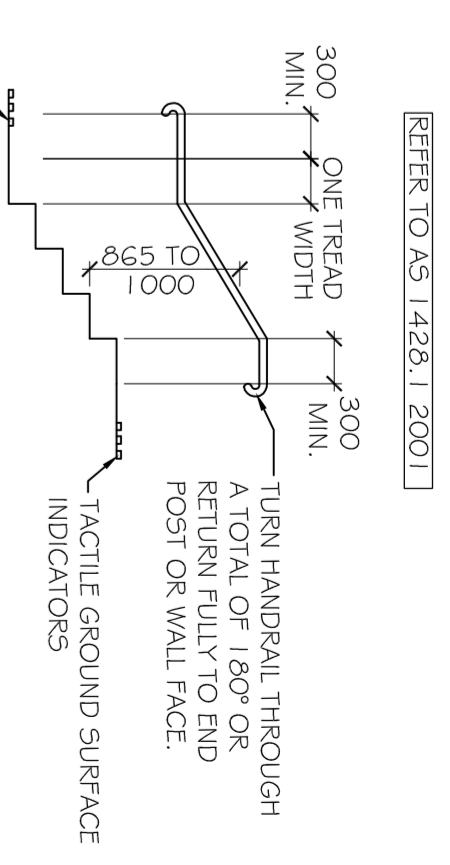 REFER TO AS 1428.1 2001
300
MIN.
ONE TREAD
WIDTH
865 TO
1000
300
MIN.
TURN HANDRAIL THROUGH
A TOTAL OF 180° OR
RETURN FULLY TO END
POST OR WALL FACE.
TACTILE GROUND SURFACE
INDICATORS